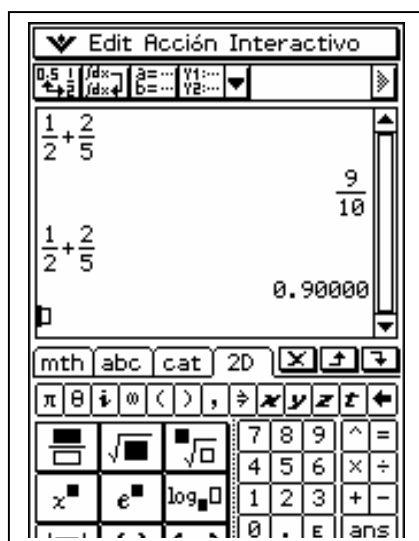 Edit Acción Interactivo
0.5 1 2 ∫dx ∫dx a=… b=… Y1:… Y2:…
1/2+2/5
9/10
1/2+2/5
0.90000
mth abc cat 2D
π θ i ∞ ( ) , ⇒ x y z t
7 8 9 ^ =
√ √ 4 5 6 × ÷
x e log 1 2 3 + −
0 . E ans